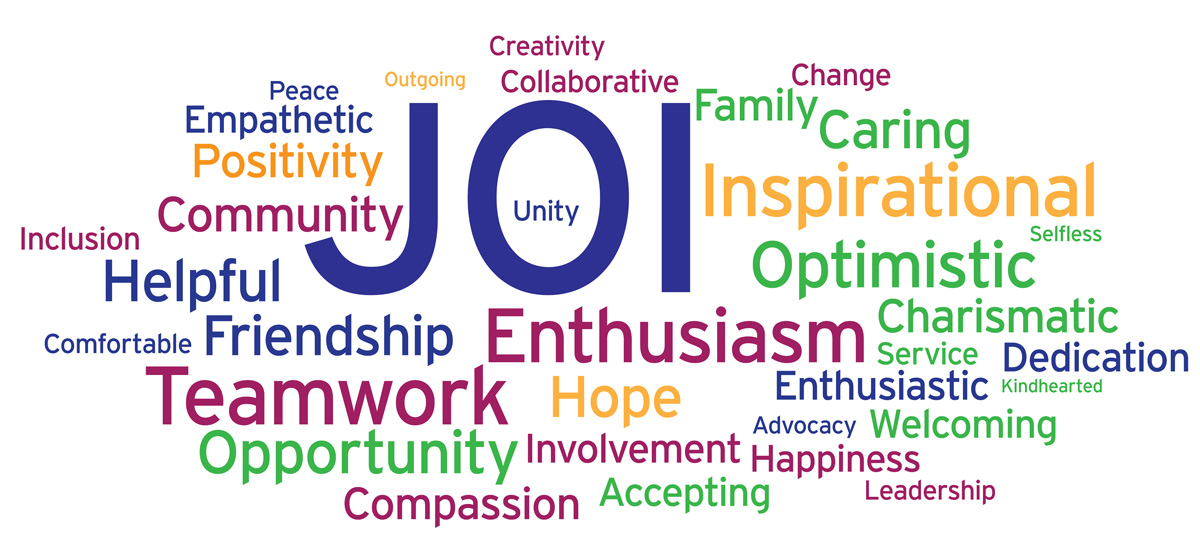 Creativity
Outgoing
Collaborative
Change
Peace
Family
Empathetic
Caring
Positivity
JOI
Inspirational
Community
Unity
Inclusion
Selfless
Helpful
Optimistic
Comfortable
Friendship
Enthusiasm
Charismatic
Service
Dedication
Teamwork
Hope
Enthusiastic
Kindhearted
Advocacy
Welcoming
Opportunity
Involvement
Happiness
Compassion
Accepting
Leadership